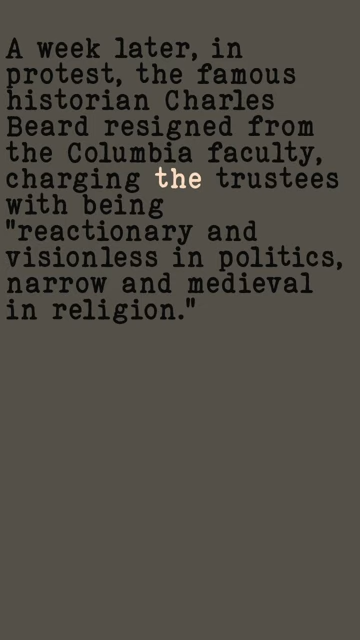 A week later, in
protest, the famous
historian Charles
Beard resigned from
the Columbia faculty,
charging the trustees
with being
"reactionary and
visionless in politics,
narrow and medieval
in religion."